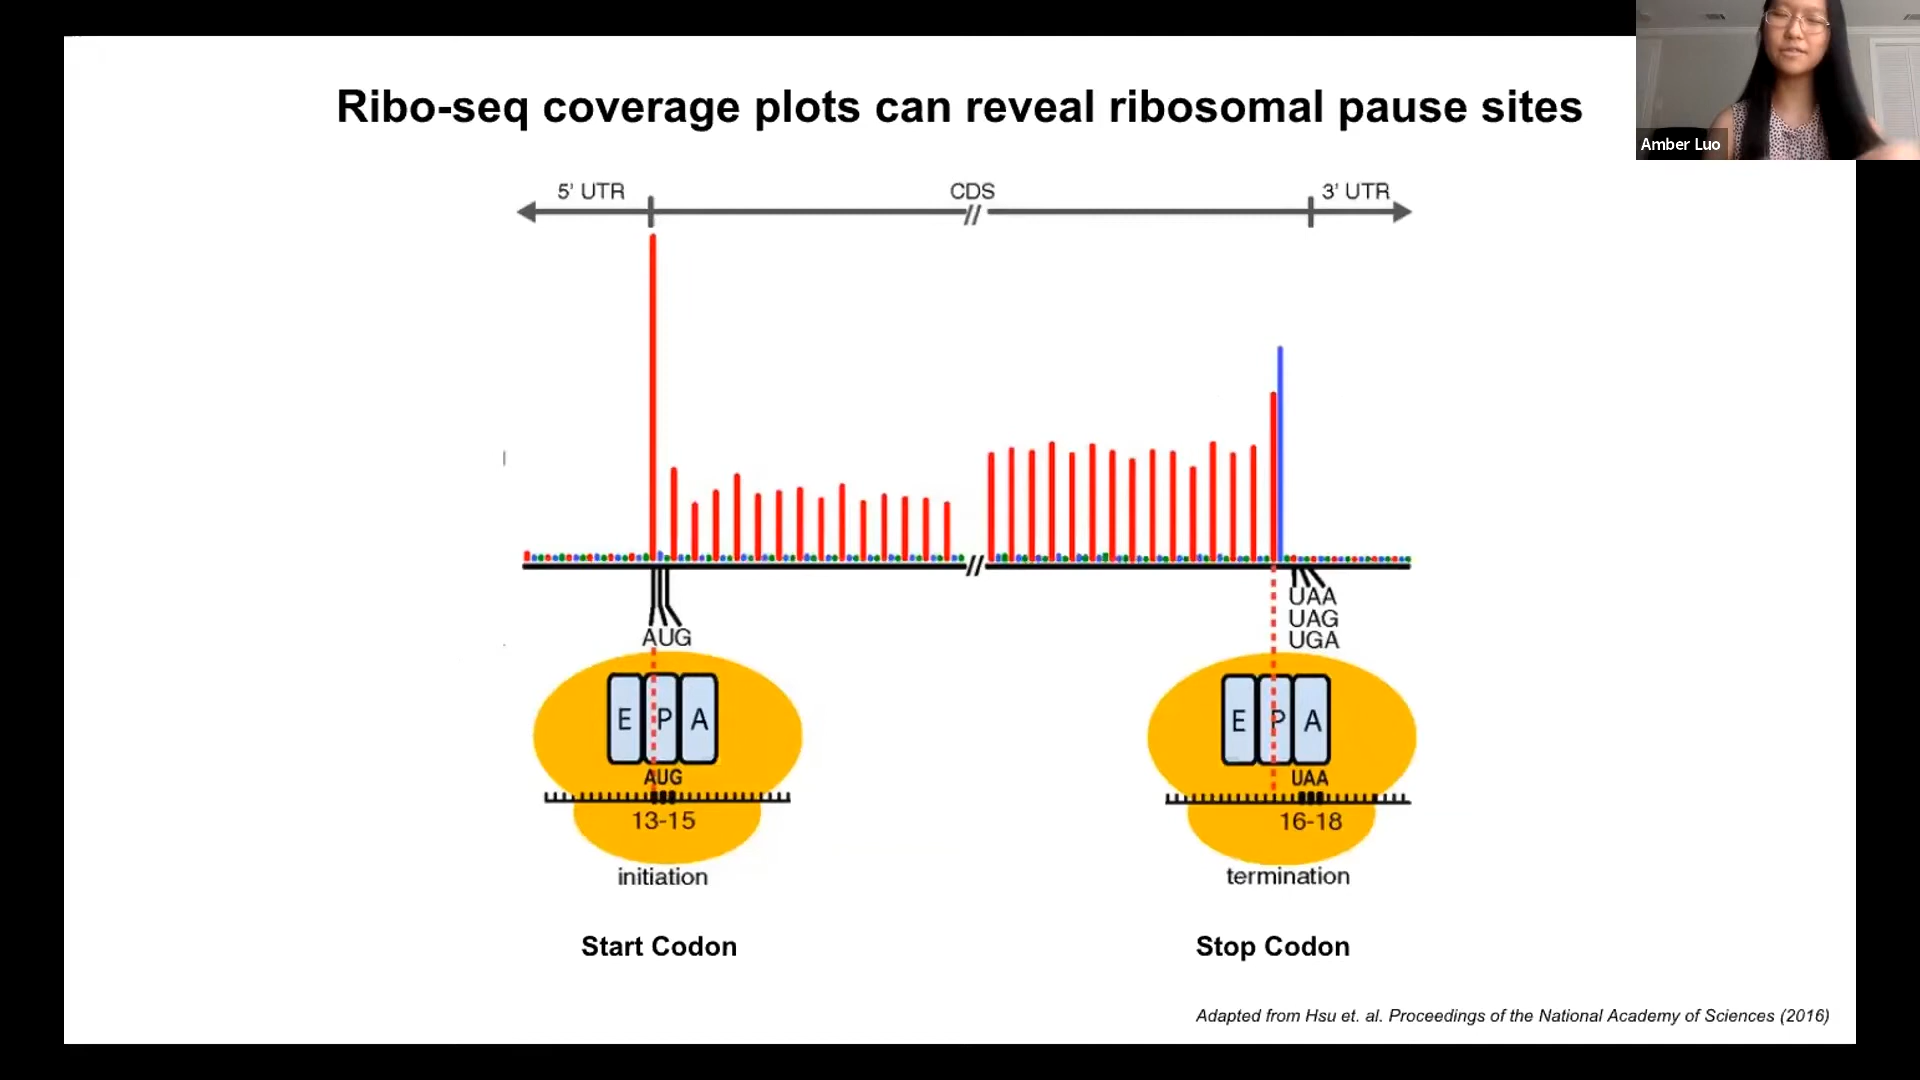 Ribo-seq coverage plots can reveal ribosomal pause sites
Amber Luo
5' UTR CDS 3' UTR
//
//
AUG
UAA
UAG
UGA
E P A
AUG
13-15
initiation
E P A
UAA
16-18
termination
Start Codon
Stop Codon
Adapted from Hsu et. al. Proceedings of the National Academy of Sciences (2016)